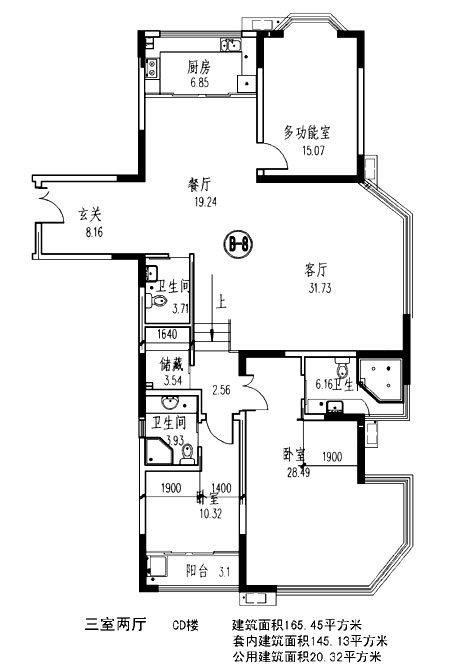 厨房
6.85
多功能室
15.07
餐厅
19.24
玄关
8.16
B-8
客厅
31.73
卫生间
3.71
上
1640
储藏
3.54
2.56
6.16卫生间
卫生间
3.93
卧室
28.49
1900
1900
1400
卧室
10.32
阳台 3.1
三室两厅 CD楼 建筑面积165.45平方米
套内建筑面积145.13平方米
公用建筑面积20.32平方米